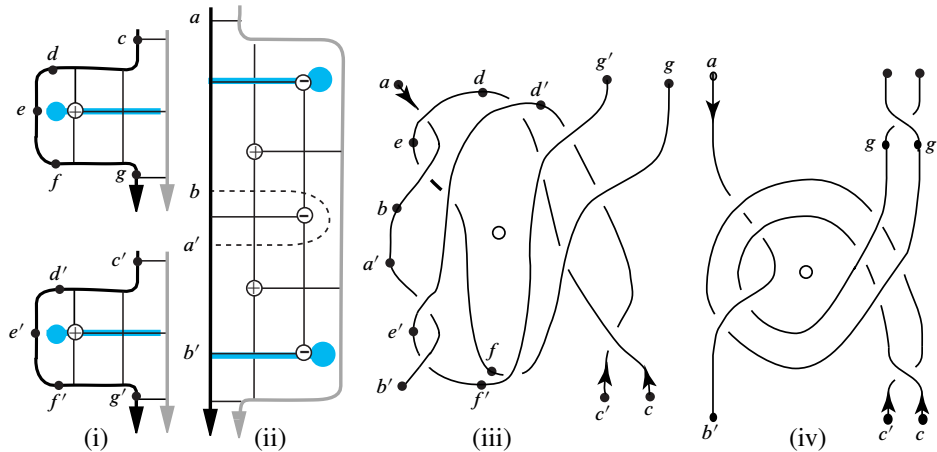 c
d
e
f
g
c′
d′
e′
f′
g′
(i)
a
b
a′
b′
(ii)
a
d
d′
g′
g
e
b
a′
e′
f
b′
f′
c′
c
(iii)
a
g
g
b′
c′
c
(iv)